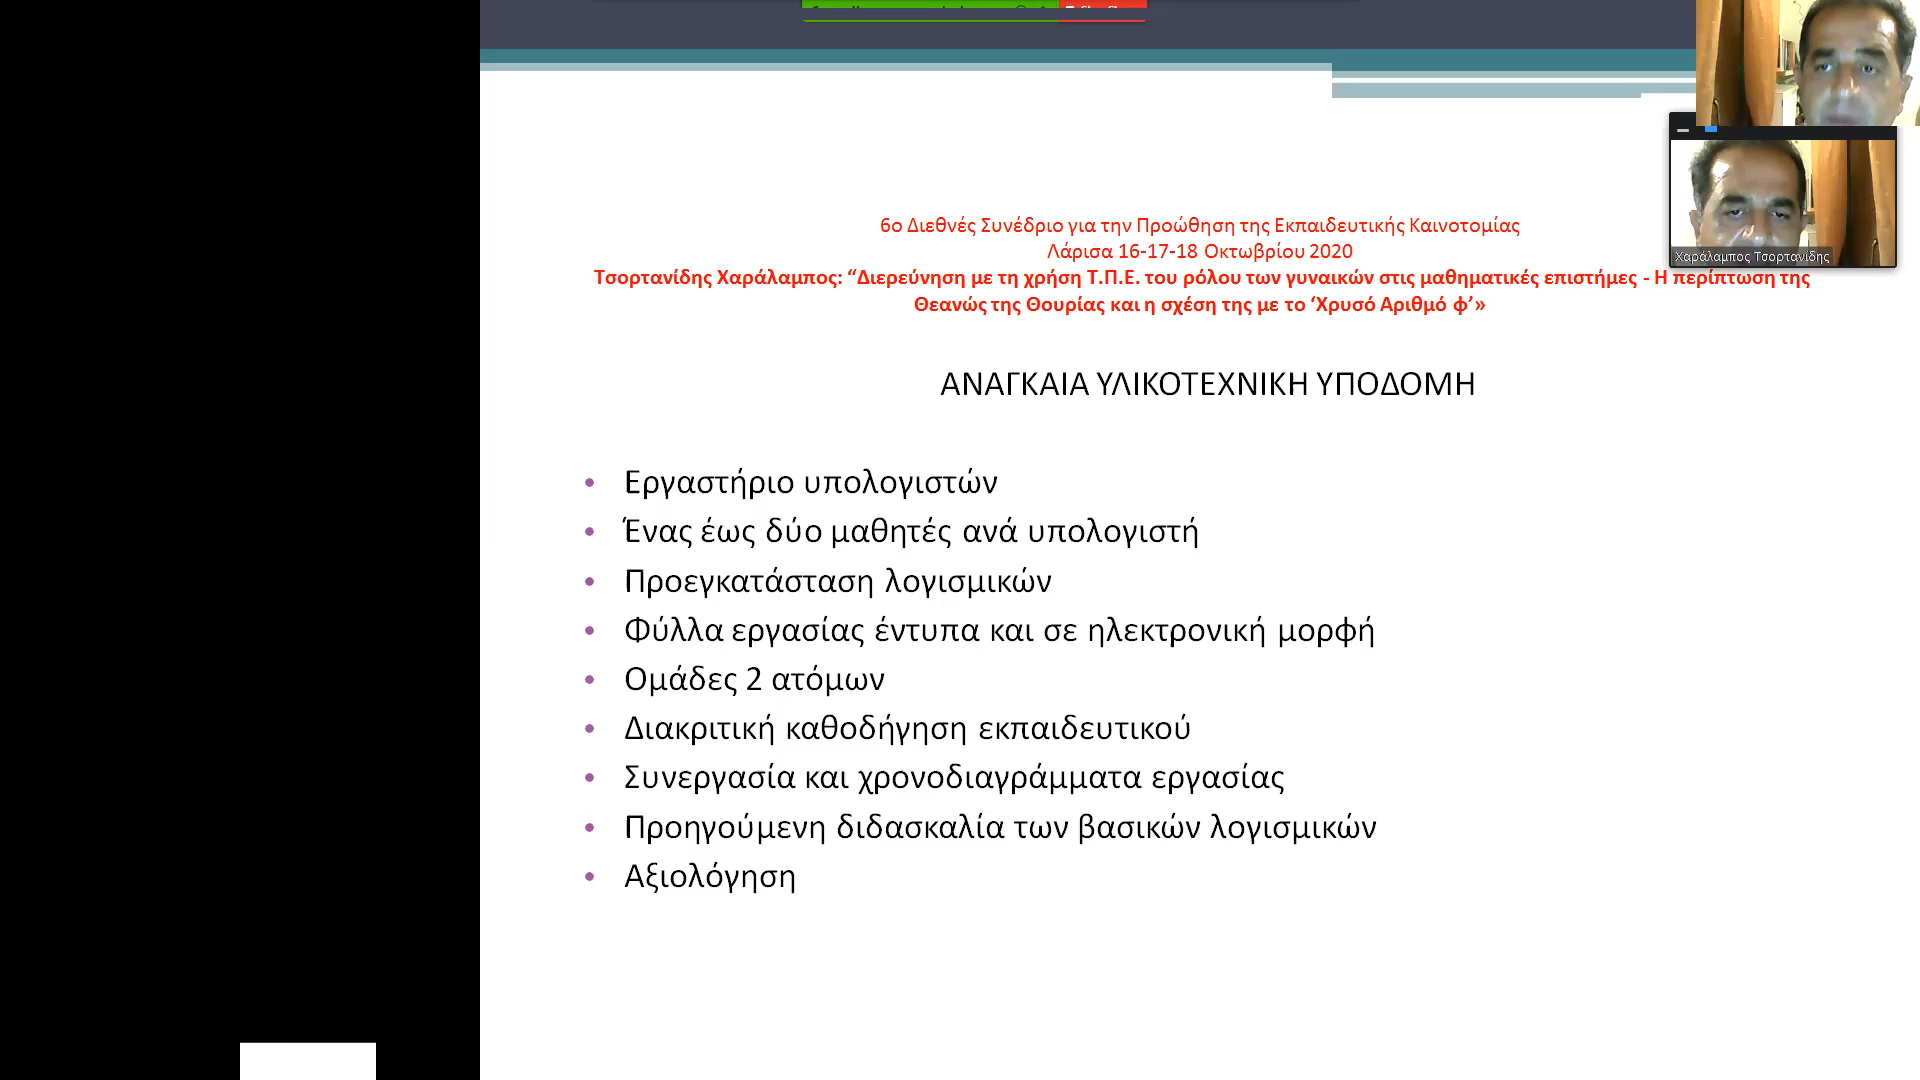 6ο Διεθνές Συνέδριο για την Προώθηση της Εκπαιδευτικής Καινοτομίας
Λάρισα 16-17-18 Οκτωβρίου 2020
Τσορτανίδης Χαράλαμπος: “Διερεύνηση με τη χρήση Τ.Π.Ε. του ρόλου των γυναικών στις μαθηματικές επιστήμες - Η περίπτωση της
Θεανώς της Θουρίας και η σχέση της με το ‘Χρυσό Αριθμό φ’»
Χαράλαμπος Τσορτανίδης
ΑΝΑΓΚΑΙΑ ΥΛΙΚΟΤΕΧΝΙΚΗ ΥΠΟΔΟΜΗ
• Εργαστήριο υπολογιστών
• Ένας έως δύο μαθητές ανά υπολογιστή
• Προεγκατάσταση λογισμικών
• Φύλλα εργασίας έντυπα και σε ηλεκτρονική μορφή
• Ομάδες 2 ατόμων
• Διακριτική καθοδήγηση εκπαιδευτικού
• Συνεργασία και χρονοδιαγράμματα εργασίας
• Προηγούμενη διδασκαλία των βασικών λογισμικών
• Αξιολόγηση